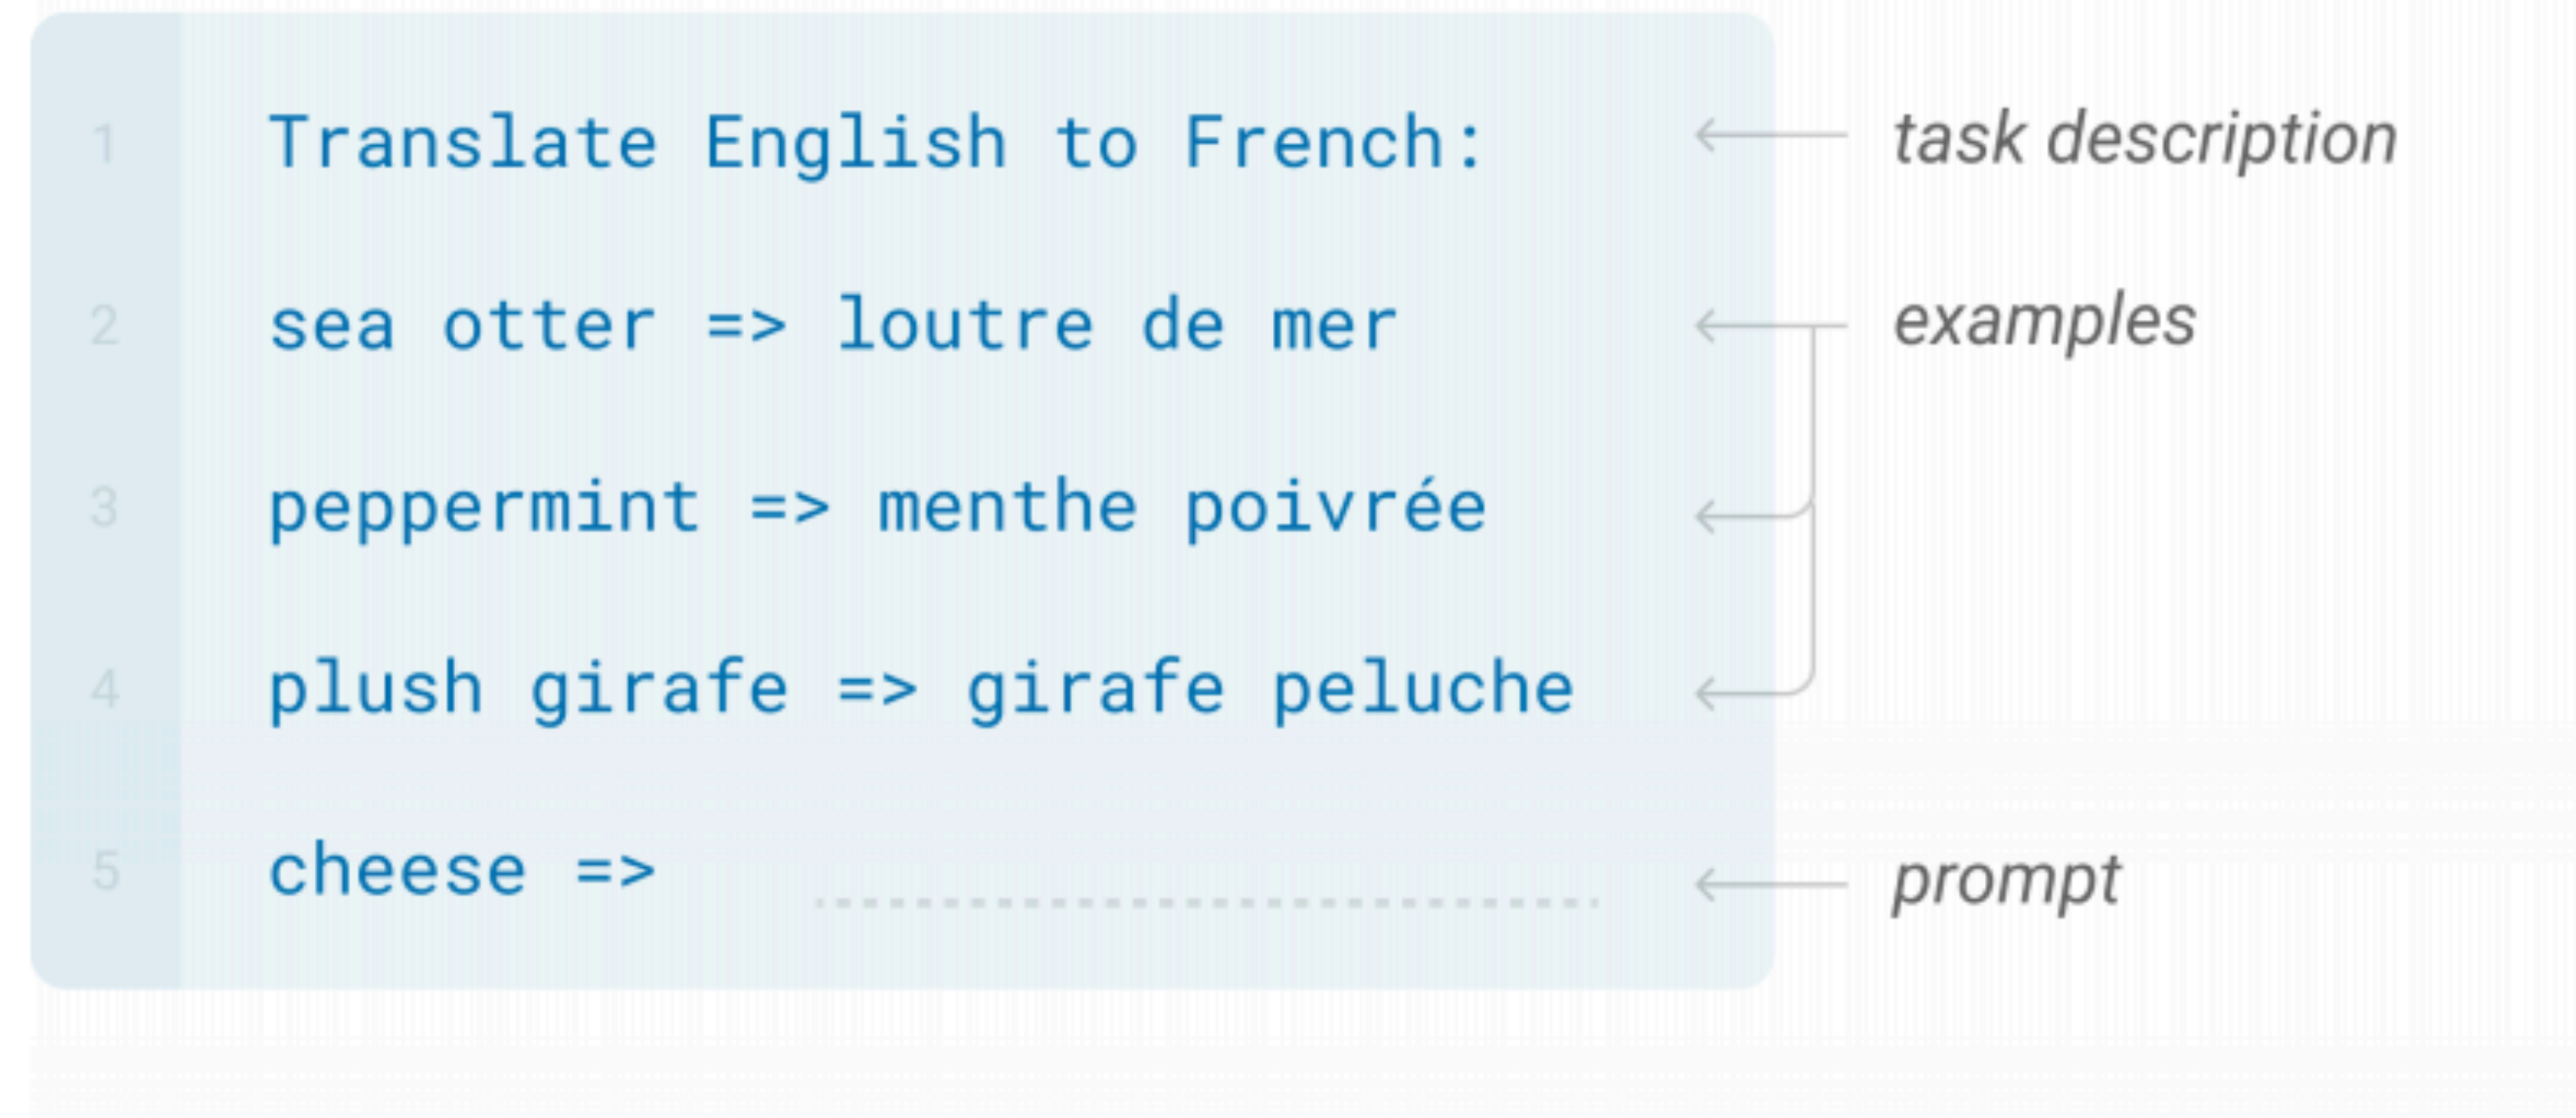 1 Translate English to French: task description
2 sea otter => loutre de mer examples
3 peppermint => menthe poivrée
4 plush girafe => girafe peluche
5 cheese => prompt